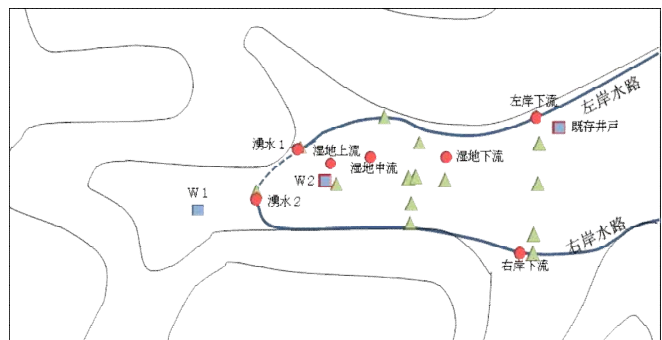 左岸下流
左岸水路
既存井戸
湧水1
湿地上流
湿地中流
湿地下流
W1
W2
湧水2
右岸水路
右岸下流